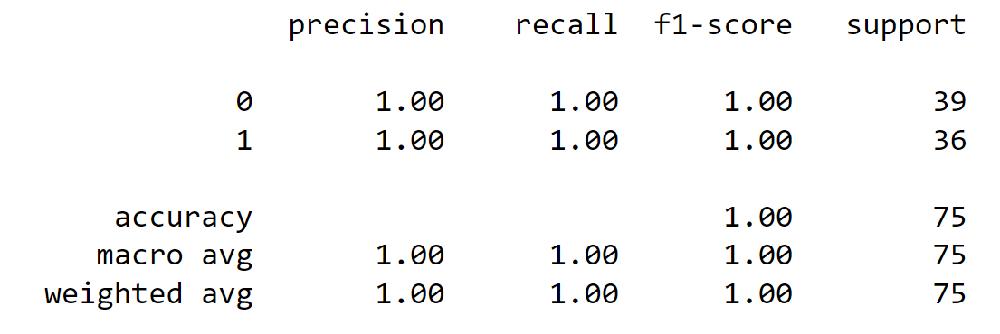 precision recall f1-score support
0 1.00 1.00 1.00 39
1 1.00 1.00 1.00 36
accuracy 1.00 75
macro avg 1.00 1.00 1.00 75
weighted avg 1.00 1.00 1.00 75